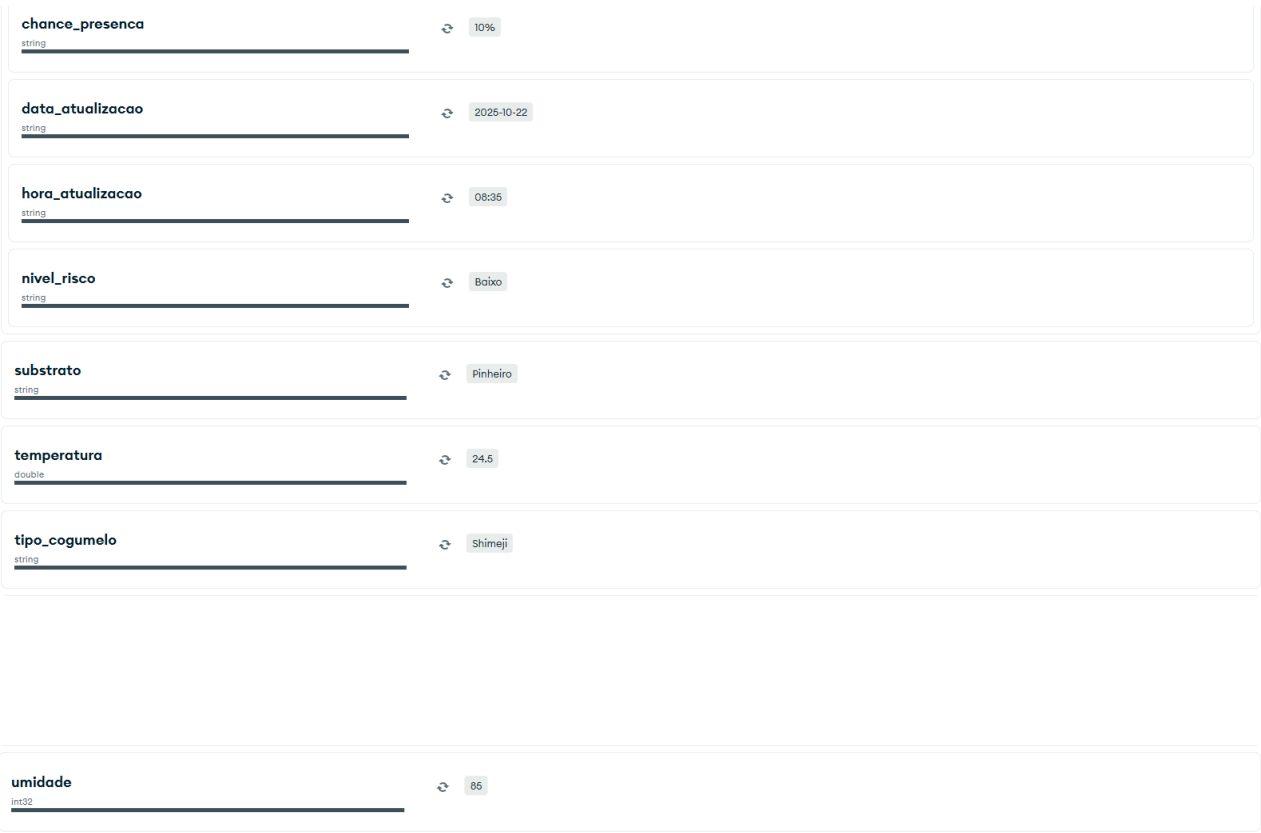 chance_presenca
10%
string
data_atualizacao
2025-10-22
string
hora_atualizacao
08:35
string
nivel_risco
Baixo
string
substrato
Pinheiro
string
temperatura
24.5
double
tipo_cogumelo
Shimeji
string
umidade
85
int32